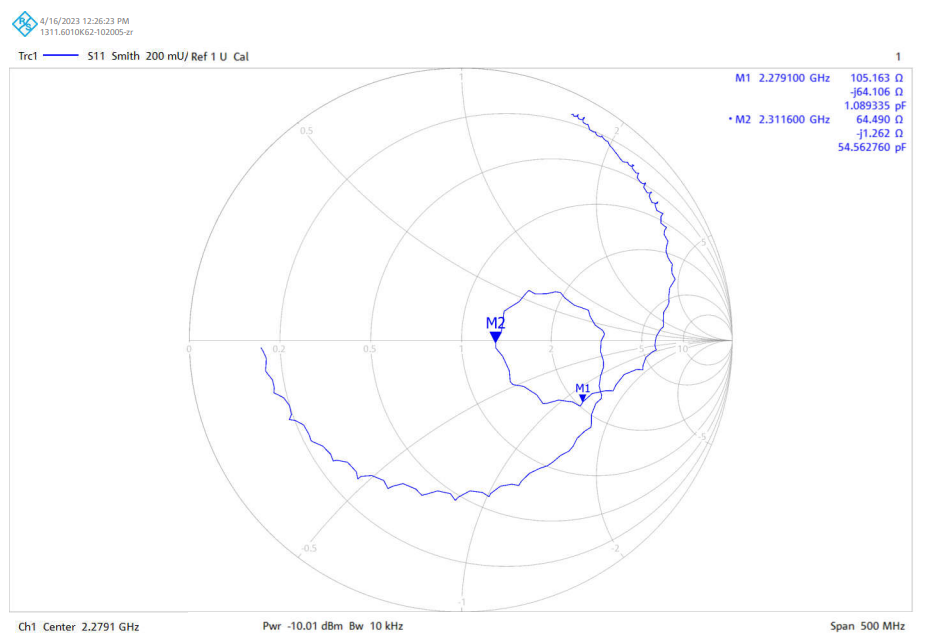 R&S
4/16/2023 12:26:23 PM
1311.6010K62-102005-zr
Trc1 S11 Smith 200 mU/ Ref 1 U Cal
1
M1 2.279100 GHz 105.163 Ω
-j64.106 Ω
1.089335 pF
• M2 2.311600 GHz 64.490 Ω
-j1.262 Ω
54.562760 pF
1
0.5
2
5
M2
0
0.2
0.5
1
2
5
10
M1
-5
-0.5
-2
-1
Ch1 Center 2.2791 GHz
Pwr -10.01 dBm Bw 10 kHz
Span 500 MHz